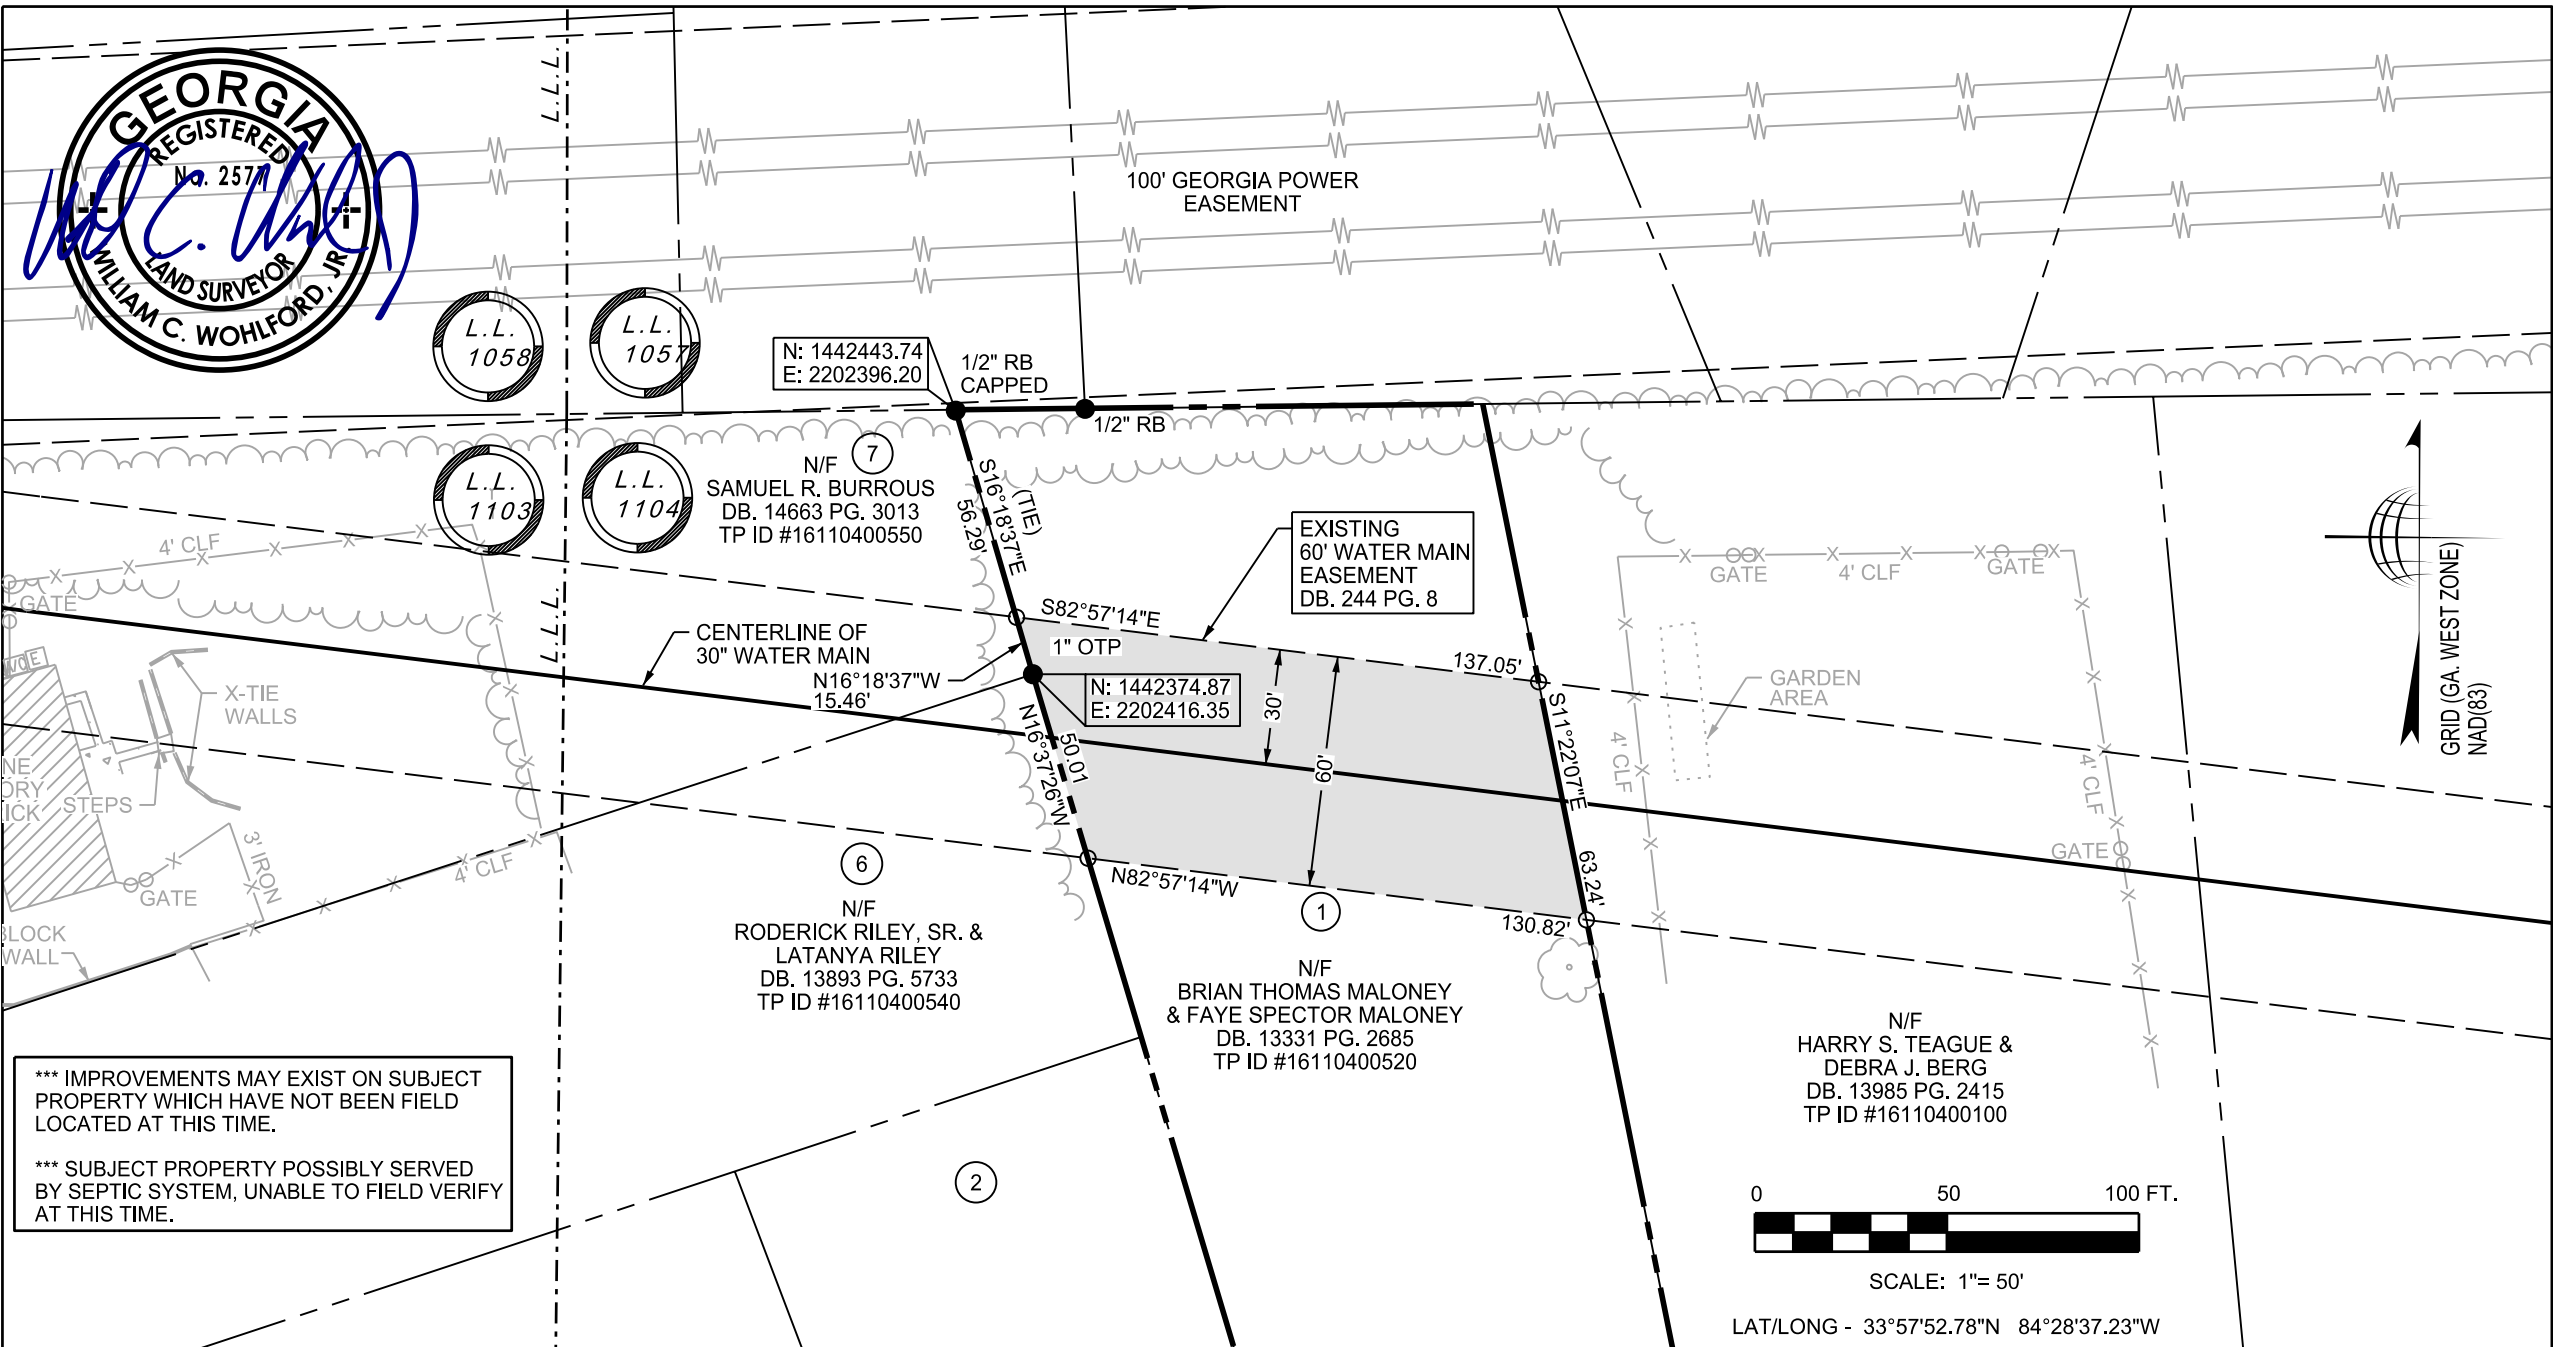 GEORGIA
REGISTERED
No. 2577
LAND SURVEYOR
WILLIAM C. WOHLFORD, JR.
L.L.L.
100' GEORGIA POWER
EASEMENT
L.L.
1058
L.L.
1057
N: 1442443.74
E: 2202396.20
1/2" RB
CAPPED
1/2" RB
L.L.
1103
L.L.
1104
7
N/F
SAMUEL R. BURROUS
DB. 14663 PG. 3013
TP ID #16110400550
(TIE)
S16°18'37"E
56.29'
EXISTING
60' WATER MAIN
EASEMENT
DB. 244 PG. 8
4' CLF
GATE
L.L.L.
CENTERLINE OF
30" WATER MAIN
S82°57'14"E
137.05'
1" OTP
N16°18'37"W
15.46'
N: 1442374.87
E: 2202416.35
30'
60'
50.01
N16°37'26"W
S11°22'07"E
63.24'
GATE
4' CLF
GATE
GARDEN
AREA
4' CLF
4' CLF
GATE
GRID (GA. WEST ZONE)
NAD(83)
X-TIE
WALLS
STEPS
NE
ORY
ICK
3' IRON
GATE
4' CLF
BLOCK
WALL
N82°57'14"W
130.82'
1
6
N/F
RODERICK RILEY, SR. &
LATANYA RILEY
DB. 13893 PG. 5733
TP ID #16110400540
N/F
BRIAN THOMAS MALONEY
& FAYE SPECTOR MALONEY
DB. 13331 PG. 2685
TP ID #16110400520
N/F
HARRY S. TEAGUE &
DEBRA J. BERG
DB. 13985 PG. 2415
TP ID #16110400100
*** IMPROVEMENTS MAY EXIST ON SUBJECT
PROPERTY WHICH HAVE NOT BEEN FIELD
LOCATED AT THIS TIME.
*** SUBJECT PROPERTY POSSIBLY SERVED
BY SEPTIC SYSTEM, UNABLE TO FIELD VERIFY
AT THIS TIME.
2
0 50 100 FT.
SCALE: 1"= 50'
LAT/LONG - 33°57'52.78"N 84°28'37.23"W